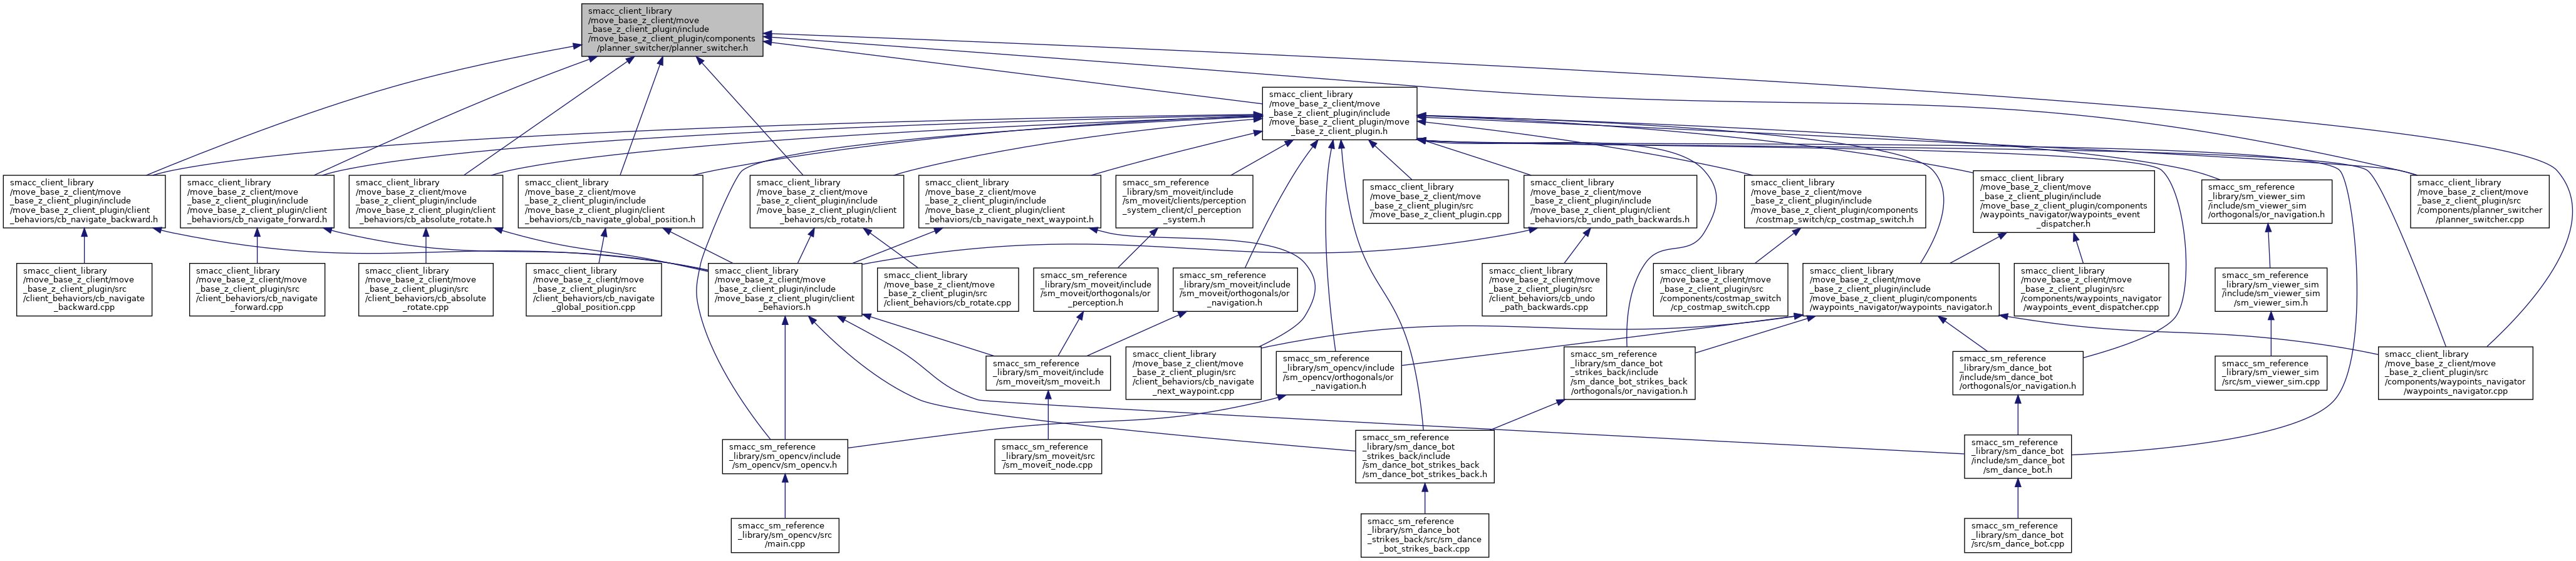 smacc_client_library
/move_base_z_client/move
_base_z_client_plugin/include
/move_base_z_client_plugin/components
/planner_switcher/planner_switcher.h
smacc_client_library
/move_base_z_client/move
_base_z_client_plugin/include
/move_base_z_client_plugin/move
_base_z_client_plugin.h
smacc_client_library
/move_base_z_client/move
_base_z_client_plugin/include
/move_base_z_client_plugin/client
_behaviors/cb_navigate_backward.h
smacc_client_library
/move_base_z_client/move
_base_z_client_plugin/include
/move_base_z_client_plugin/client
_behaviors/cb_navigate_forward.h
smacc_client_library
/move_base_z_client/move
_base_z_client_plugin/include
/move_base_z_client_plugin/client
_behaviors/cb_absolute_rotate.h
smacc_client_library
/move_base_z_client/move
_base_z_client_plugin/include
/move_base_z_client_plugin/client
_behaviors/cb_navigate_global_position.h
smacc_client_library
/move_base_z_client/move
_base_z_client_plugin/include
/move_base_z_client_plugin/client
_behaviors/cb_rotate.h
smacc_client_library
/move_base_z_client/move
_base_z_client_plugin/include
/move_base_z_client_plugin/client
_behaviors/cb_navigate_next_waypoint.h
smacc_sm_reference
_library/sm_moveit/include
/sm_moveit/clients/perception
_system_client/cl_perception
_system.h
smacc_client_library
/move_base_z_client/move
_base_z_client_plugin/src
/move_base_z_client_plugin.cpp
smacc_client_library
/move_base_z_client/move
_base_z_client_plugin/include
/move_base_z_client_plugin/client
_behaviors/cb_undo_path_backwards.h
smacc_client_library
/move_base_z_client/move
_base_z_client_plugin/include
/move_base_z_client_plugin/components
/costmap_switch/cp_costmap_switch.h
smacc_client_library
/move_base_z_client/move
_base_z_client_plugin/include
/move_base_z_client_plugin/components
/waypoints_navigator/waypoints_event
_dispatcher.h
smacc_sm_reference
_library/sm_viewer_sim
/include/sm_viewer_sim
/orthogonals/or_navigation.h
smacc_client_library
/move_base_z_client/move
_base_z_client_plugin/src
/components/planner_switcher
/planner_switcher.cpp
smacc_client_library
/move_base_z_client/move
_base_z_client_plugin/src
/client_behaviors/cb_navigate
_backward.cpp
smacc_client_library
/move_base_z_client/move
_base_z_client_plugin/src
/client_behaviors/cb_navigate
_forward.cpp
smacc_client_library
/move_base_z_client/move
_base_z_client_plugin/src
/client_behaviors/cb_absolute
_rotate.cpp
smacc_client_library
/move_base_z_client/move
_base_z_client_plugin/src
/client_behaviors/cb_navigate
_global_position.cpp
smacc_client_library
/move_base_z_client/move
_base_z_client_plugin/include
/move_base_z_client_plugin/client
_behaviors.h
smacc_client_library
/move_base_z_client/move
_base_z_client_plugin/src
/client_behaviors/cb_rotate.cpp
smacc_sm_reference
_library/sm_moveit/include
/sm_moveit/orthogonals/or
_perception.h
smacc_sm_reference
_library/sm_moveit/include
/sm_moveit/orthogonals/or
_navigation.h
smacc_client_library
/move_base_z_client/move
_base_z_client_plugin/src
/client_behaviors/cb_undo
_path_backwards.cpp
smacc_client_library
/move_base_z_client/move
_base_z_client_plugin/src
/components/costmap_switch
/cp_costmap_switch.cpp
smacc_client_library
/move_base_z_client/move
_base_z_client_plugin/include
/move_base_z_client_plugin/components
/waypoints_navigator/waypoints_navigator.h
smacc_client_library
/move_base_z_client/move
_base_z_client_plugin/src
/components/waypoints_navigator
/waypoints_event_dispatcher.cpp
smacc_sm_reference
_library/sm_viewer_sim
/include/sm_viewer_sim
/sm_viewer_sim.h
smacc_sm_reference
_library/sm_moveit/include
/sm_moveit/sm_moveit.h
smacc_client_library
/move_base_z_client/move
_base_z_client_plugin/src
/client_behaviors/cb_navigate
_next_waypoint.cpp
smacc_sm_reference
_library/sm_opencv/include
/sm_opencv/orthogonals/or
_navigation.h
smacc_sm_reference
_library/sm_dance_bot
_strikes_back/include
/sm_dance_bot_strikes_back
/orthogonals/or_navigation.h
smacc_sm_reference
_library/sm_dance_bot
/include/sm_dance_bot
/orthogonals/or_navigation.h
smacc_sm_reference
_library/sm_viewer_sim
/src/sm_viewer_sim.cpp
smacc_client_library
/move_base_z_client/move
_base_z_client_plugin/src
/components/waypoints_navigator
/waypoints_navigator.cpp
smacc_sm_reference
_library/sm_opencv/include
/sm_opencv/sm_opencv.h
smacc_sm_reference
_library/sm_moveit/src
/sm_moveit_node.cpp
smacc_sm_reference
_library/sm_dance_bot
_strikes_back/include
/sm_dance_bot_strikes_back
/sm_dance_bot_strikes_back.h
smacc_sm_reference
_library/sm_dance_bot
/include/sm_dance_bot
/sm_dance_bot.h
smacc_sm_reference
_library/sm_opencv/src
/main.cpp
smacc_sm_reference
_library/sm_dance_bot
_strikes_back/src/sm_dance
_bot_strikes_back.cpp
smacc_sm_reference
_library/sm_dance_bot
/src/sm_dance_bot.cpp